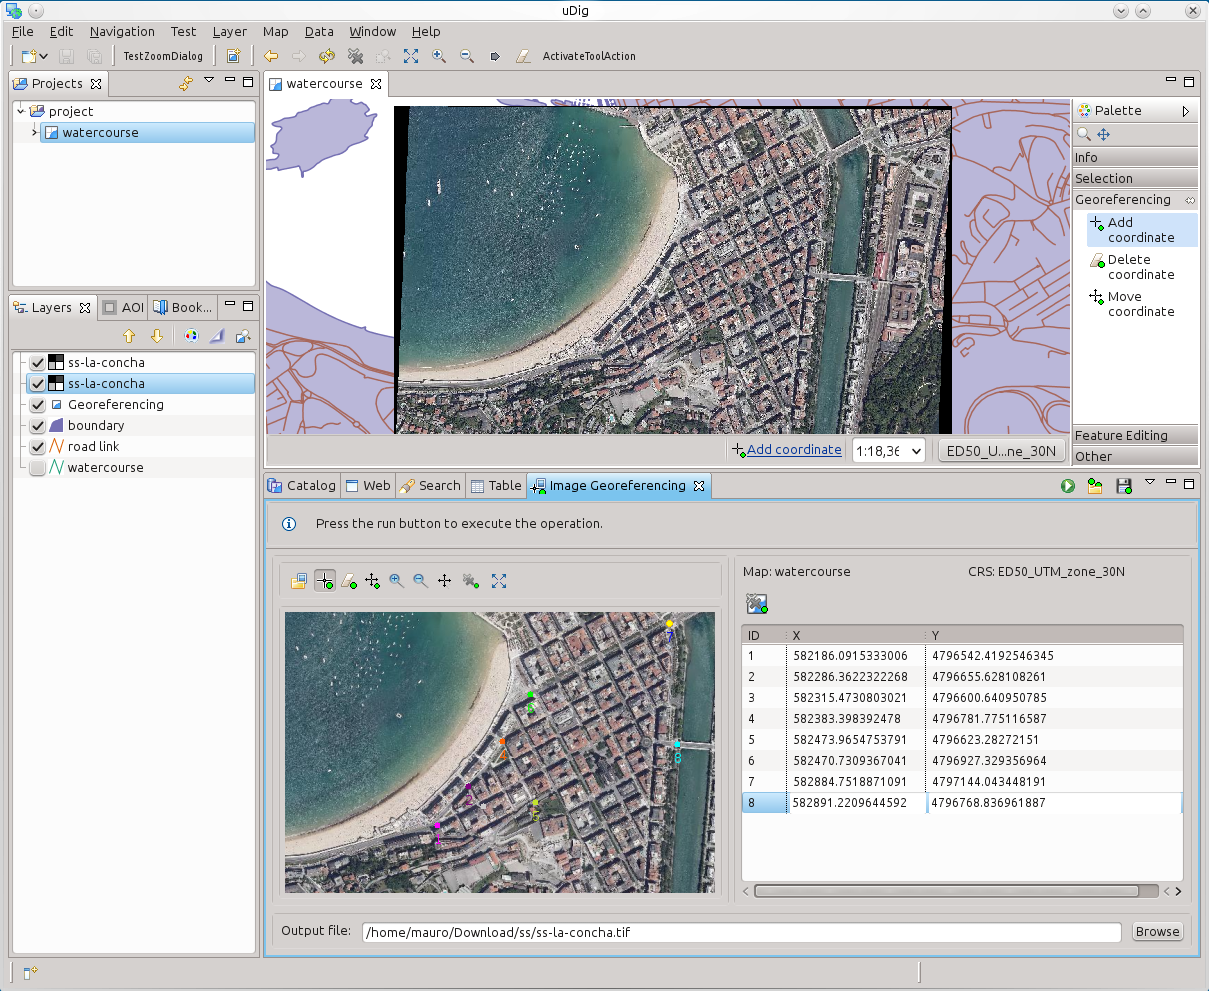 uDig
File Edit Navigation Test Layer Map Data Window Help
TestZoomDialog ActivateToolAction
Projects
project
watercourse
watercourse
Palette
Info
Selection
Georeferencing
Add
coordinate
Delete
coordinate
Move
coordinate
Feature Editing
Other
Layers AOI Book...
ss-la-concha
ss-la-concha
Georeferencing
boundary
road link
watercourse
Add coordinate 1:18,36 ED50_U...ne_30N
Catalog Web Search Table Image Georeferencing
Press the run button to execute the operation.
Map: watercourse CRS: ED50_UTM_zone_30N
ID X Y
1 582186.0915333006 4796542.4192546345
2 582286.3622322268 4796655.628108261
3 582315.4730803021 4796600.640950785
4 582383.398392478 4796781.775116587
5 582473.9654753791 4796623.28272151
6 582470.7309367041 4796927.329356964
7 582884.7518871091 4797144.043448191
8 582891.2209644592 4796768.836961887
7
4
8
2
5
Output file: /home/mauro/Download/ss/ss-la-concha.tif Browse